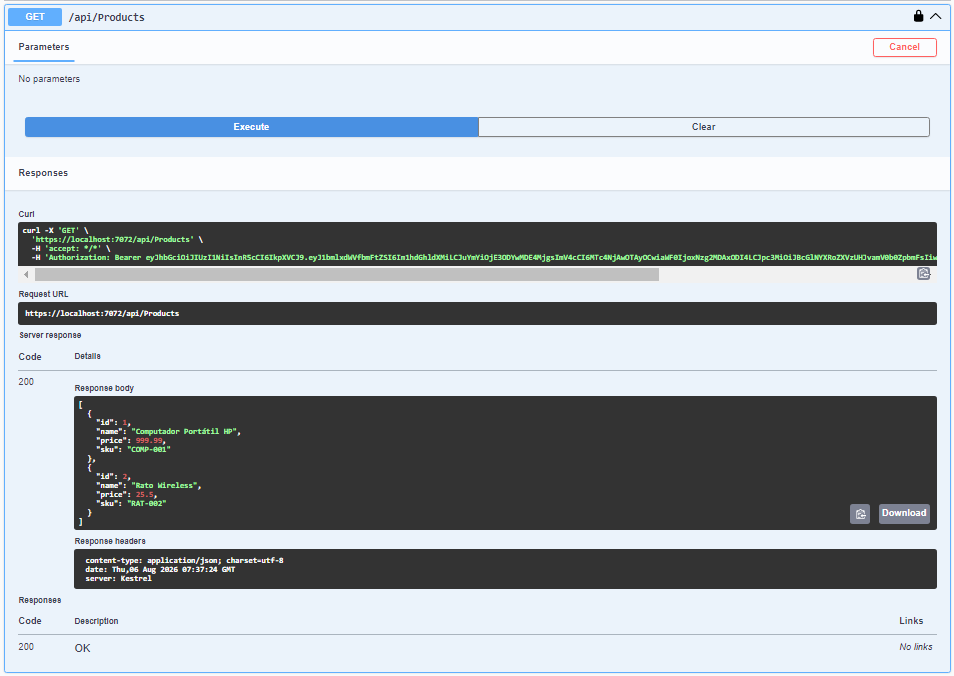 GET /api/Products
Parameters Cancel
No parameters
Execute Clear
Responses
Curl
curl -X 'GET' \
'https://localhost:7072/api/Products' \
-H 'accept: */*' \
-H 'Authorization: Bearer
Request URL
https://localhost:7072/api/Products
Server response
Code Details
200
Response body
[
{
"id": 1,
"name": "Computador Portátil HP",
"price": 999.99,
"sku": "COMP-001"
},
{
"id": 2,
"name": "Rato Wireless",
"price": 25.5,
"sku": "RAT-002"
}
]
Download
Response headers
content-type: application/json; charset=utf-8
date: Thu,06 Aug 2026 07:37:24 GMT
server: Kestrel
Responses
Code Description Links
200 OK No links